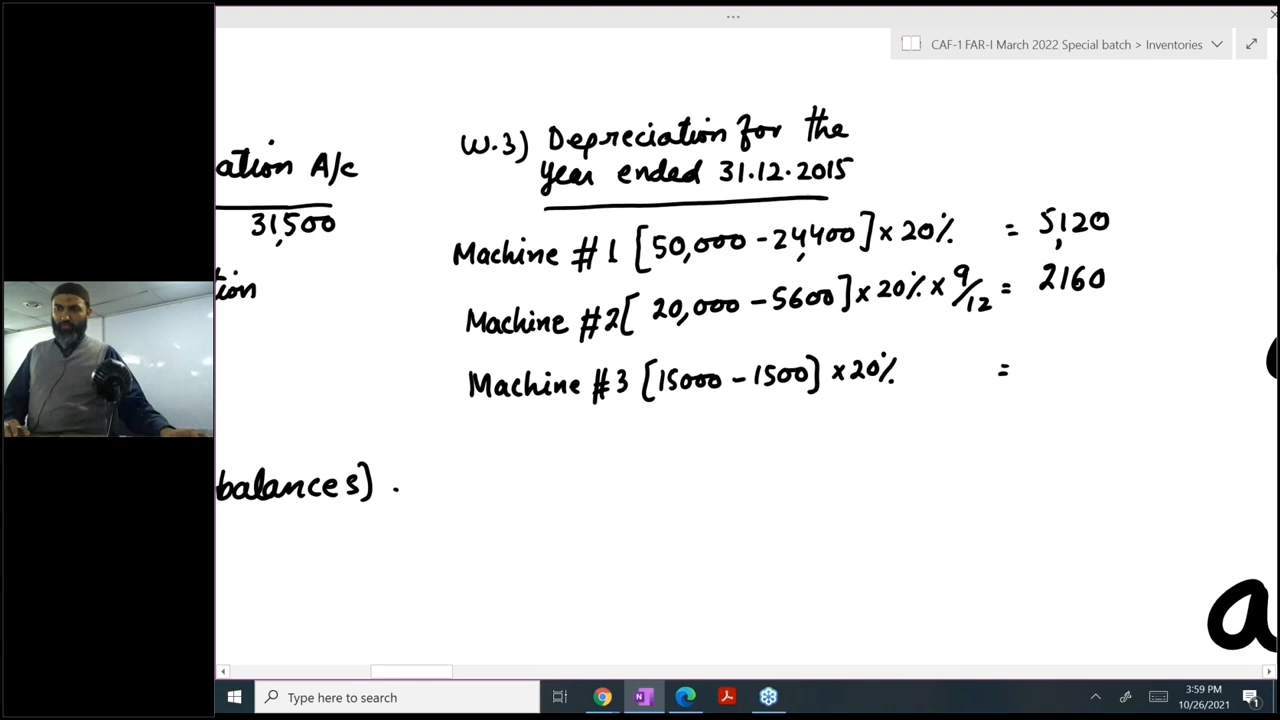 CAF-1 FAR-I March 2022 Special batch > Inventories
ation A/c
31,500
tion
balances) .
W.3) Depreciation for the
year ended 31.12.2015
Machine #1 [50,000 - 24,400] x 20% = 5,120
Machine #2 [ 20,000 - 5600] x 20% x 9/12 = 2160
Machine #3 [15000 - 1500] x 20% =
a
Type here to search
3:59 PM
10/26/2021